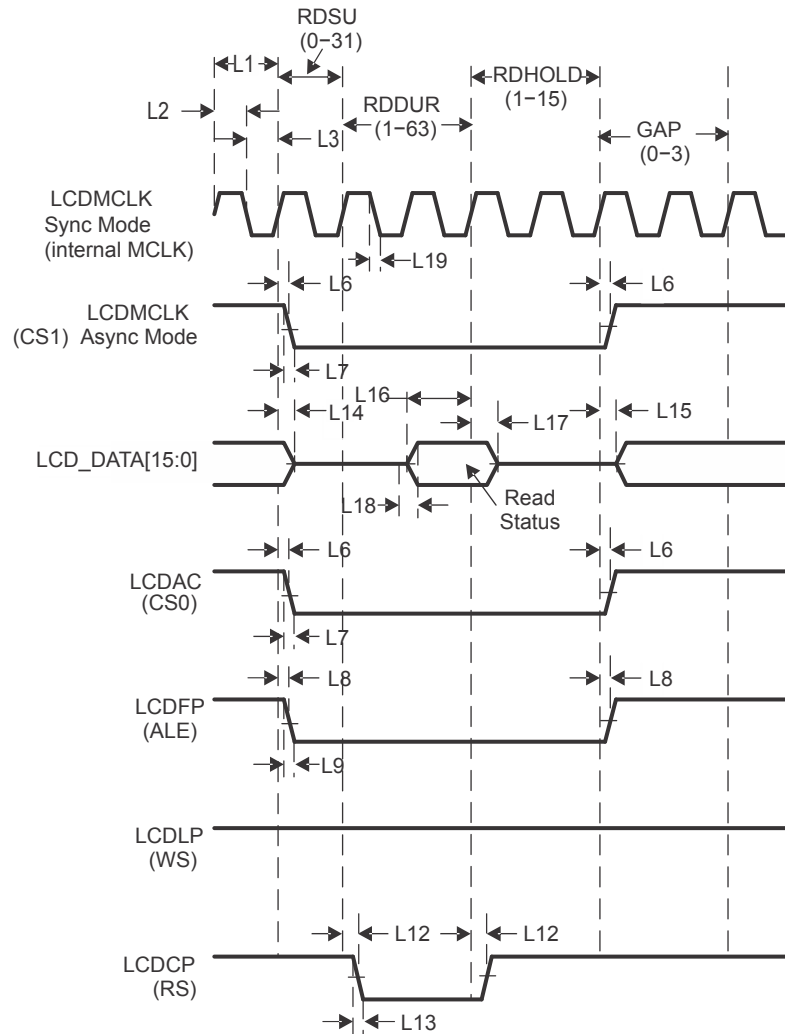 RDSU
(0−31)
L1
RDHOLD
(1−15)
L2
RDDUR
(1−63)
GAP
(0−3)
L3
LCDMCLK
Sync Mode
(internal MCLK)
L19
L6
L6
LCDMCLK
(CS1) Async Mode
L7
L16
L14
L17
L15
LCD_DATA[15:0]
L18
Read
Status
L6
L6
LCDAC
(CS0)
L7
L8
L8
LCDFP
(ALE)
L9
LCDLP
(WS)
L12
L12
LCDCP
(RS)
L13